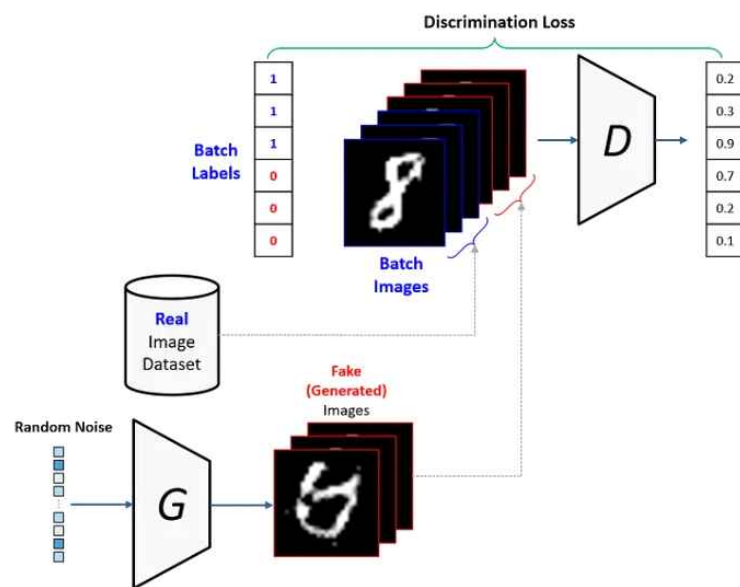 Discrimination Loss
Batch
Labels
1
1
1
0
0
0
Batch
Images
D
0.2
0.3
0.9
0.7
0.2
0.1
Real
Image
Dataset
Fake
(Generated)
Images
Random Noise
G